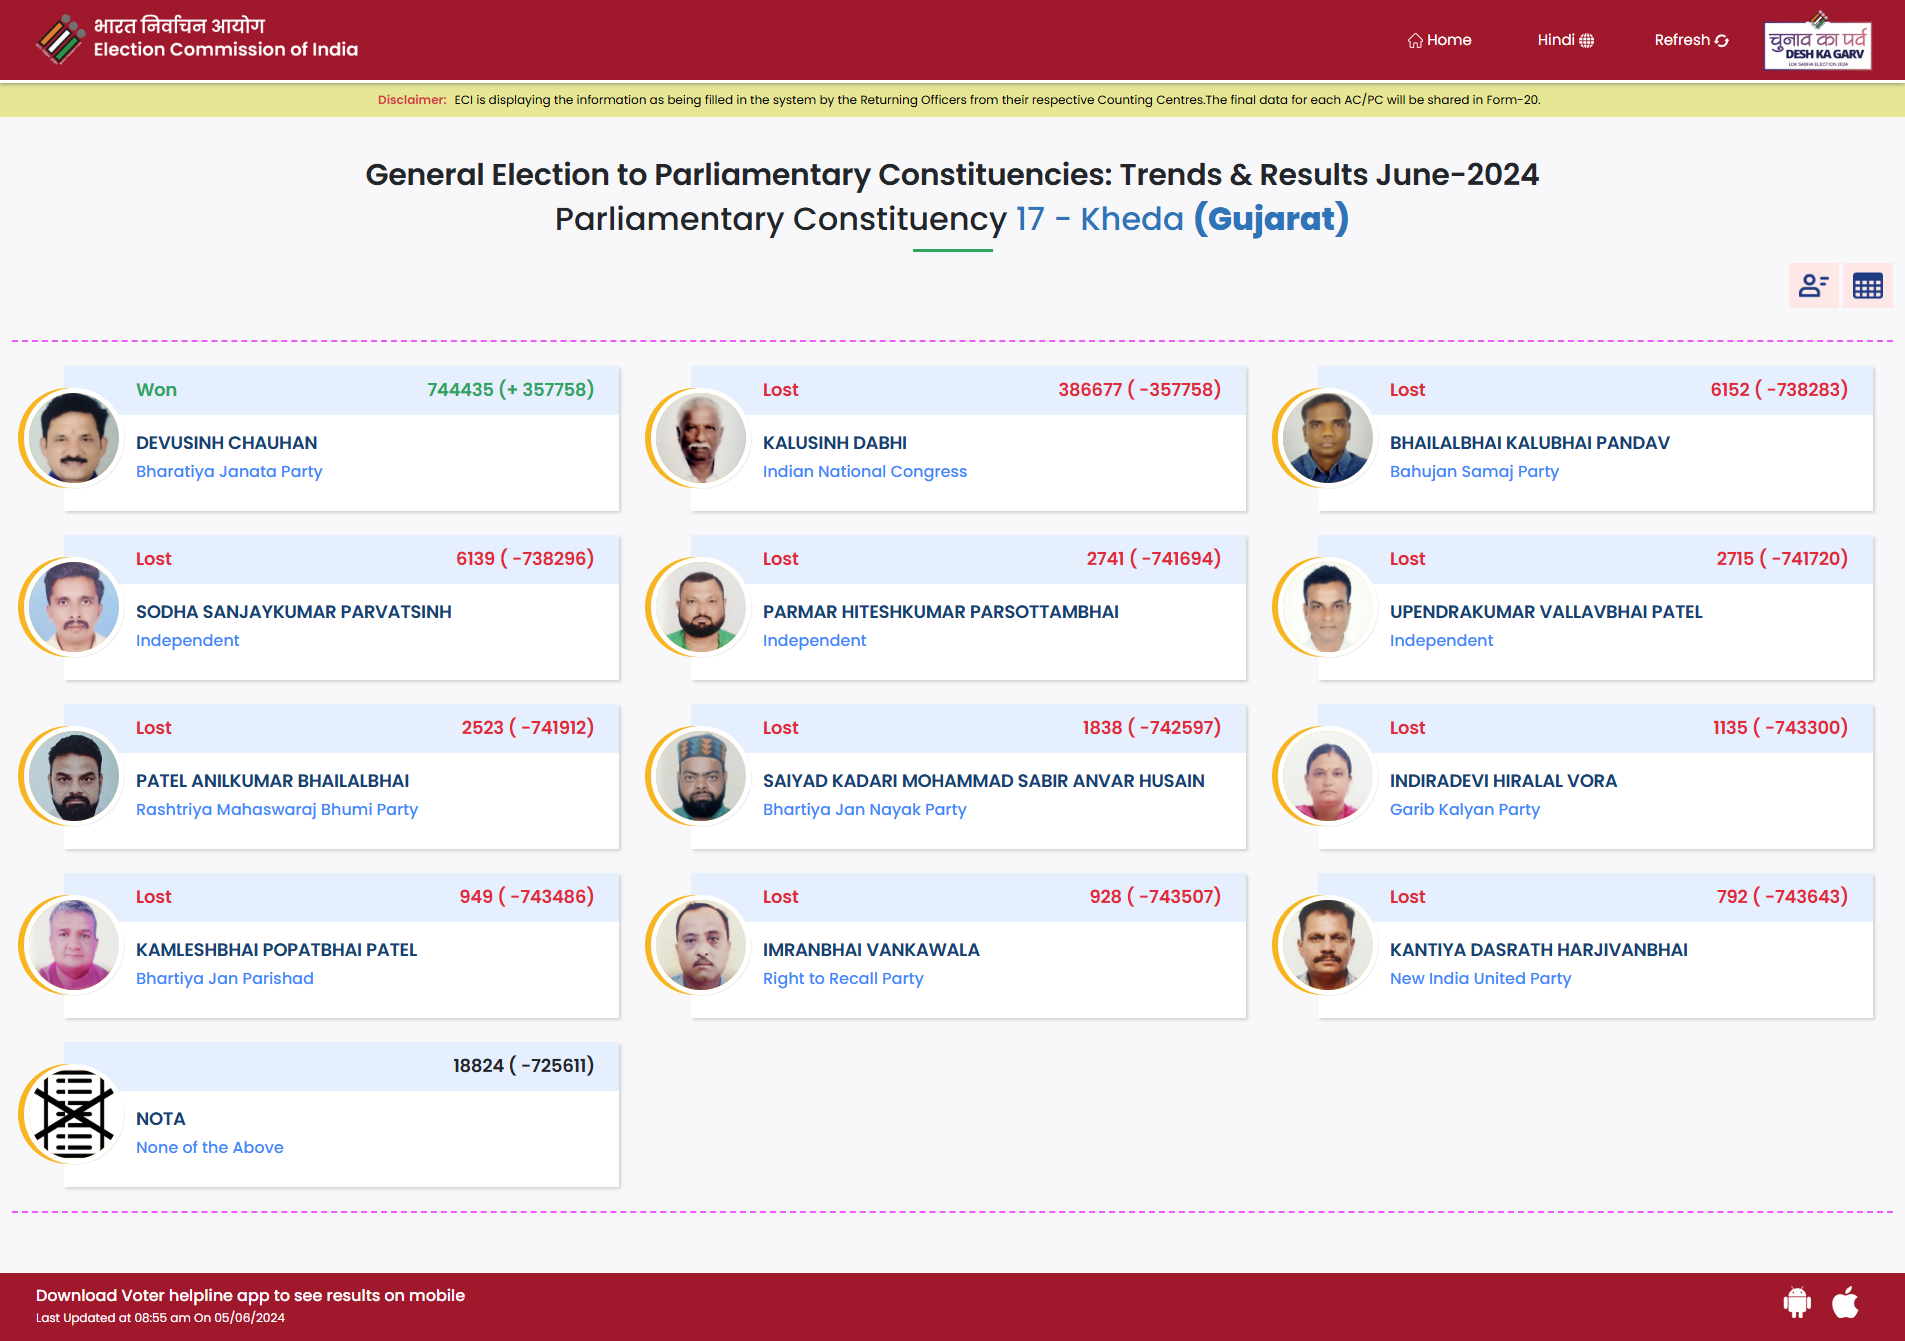 भारत निर्वाचन आयोग
Election Commission of India
Home
Hindi
Refresh
चुनाव का पर्व
DESH KA GARV
LOK SABHA ELECTION 2024
Disclaimer: ECI is displaying the information as being filled in the system by the Returning Officers from their respective Counting Centres.The final data for each AC/PC will be shared in Form-20.
General Election to Parliamentary Constituencies: Trends & Results June-2024
Parliamentary Constituency 17 - Kheda (Gujarat)
Won 744435 (+ 357758)
DEVUSINH CHAUHAN
Bharatiya Janata Party
Lost 386677 ( -357758)
KALUSINH DABHI
Indian National Congress
Lost 6152 ( -738283)
BHAILALBHAI KALUBHAI PANDAV
Bahujan Samaj Party
Lost 6139 ( -738296)
SODHA SANJAYKUMAR PARVATSINH
Independent
Lost 2741 ( -741694)
PARMAR HITESHKUMAR PARSOTTAMBHAI
Independent
Lost 2715 ( -741720)
UPENDRAKUMAR VALLAVBHAI PATEL
Independent
Lost 2523 ( -741912)
PATEL ANILKUMAR BHAILALBHAI
Rashtriya Mahaswaraj Bhumi Party
Lost 1838 ( -742597)
SAIYAD KADARI MOHAMMAD SABIR ANVAR HUSAIN
Bhartiya Jan Nayak Party
Lost 1135 ( -743300)
INDIRADEVI HIRALAL VORA
Garib Kalyan Party
Lost 949 ( -743486)
KAMLESHBHAI POPATBHAI PATEL
Bhartiya Jan Parishad
Lost 928 ( -743507)
IMRANBHAI VANKAWALA
Right to Recall Party
Lost 792 ( -743643)
KANTIYA DASRATH HARJIVANBHAI
New India United Party
18824 ( -725611)
NOTA
None of the Above
Download Voter helpline app to see results on mobile
Last Updated at 08:55 am On 05/06/2024